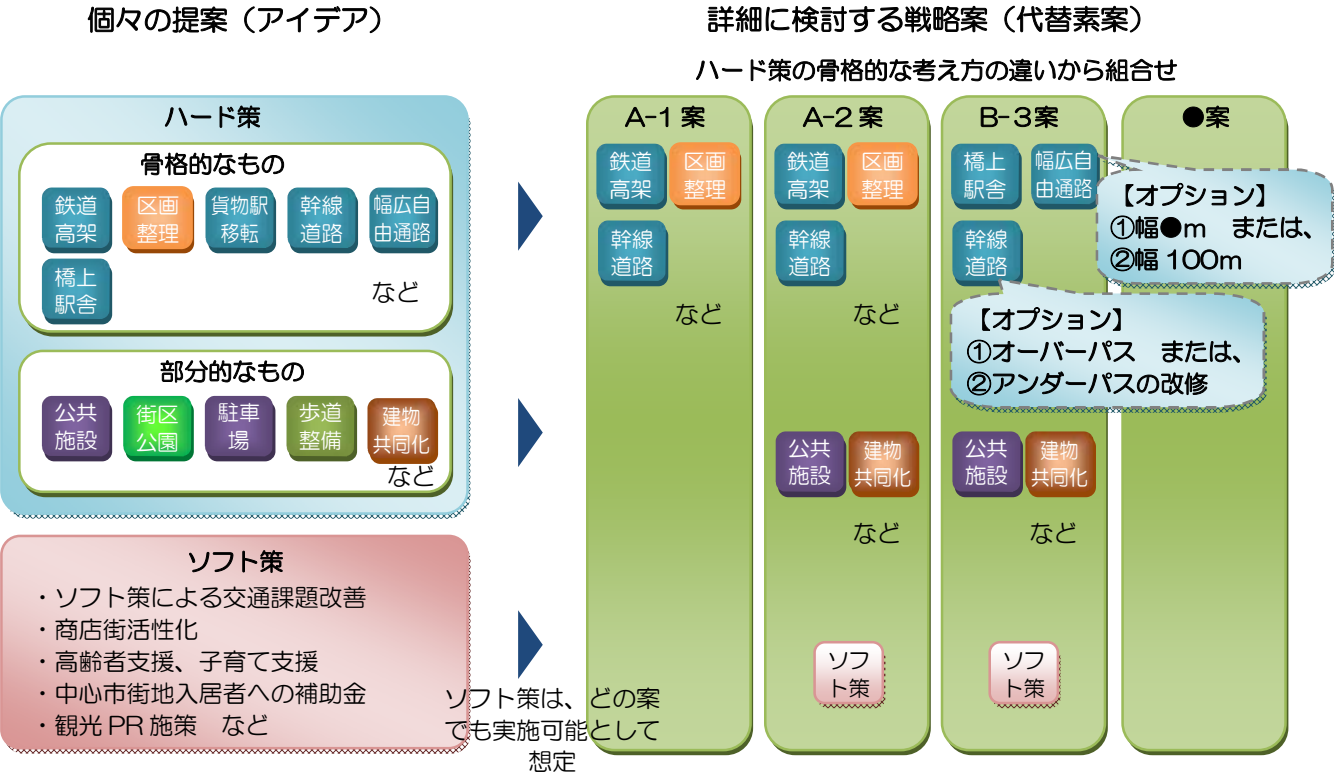 個々の提案（アイデア）
詳細に検討する戦略案（代替素案）
ハード策の骨格的な考え方の違いから組合せ
ハード策
骨格的なもの
鉄道
高架
区画
整理
貨物駅
移転
幹線
道路
幅広自
由通路
橋上
駅舎
など
部分的なもの
公共
施設
街区
公園
駐車
場
歩道
整備
建物
共同化
など
ソフト策
・ソフト策による交通課題改善
・商店街活性化
・高齢者支援、子育て支援
・中心市街地入居者への補助金
・観光PR施策　など
ソフト策は、どの案
でも実施可能として
想定
A-1案
鉄道
高架
区画
整理
幹線
道路
など
A-2案
鉄道
高架
区画
整理
幹線
道路
など
公共
施設
建物
共同化
など
ソフ
ト策
B-3案
橋上
駅舎
幅広自
由通路
幹線
道路
【オプション】
①幅●m　または、
②幅100m
【オプション】
①オーバーパス　または、
②アンダーパスの改修
公共
施設
建物
共同化
など
ソフ
ト策
●案